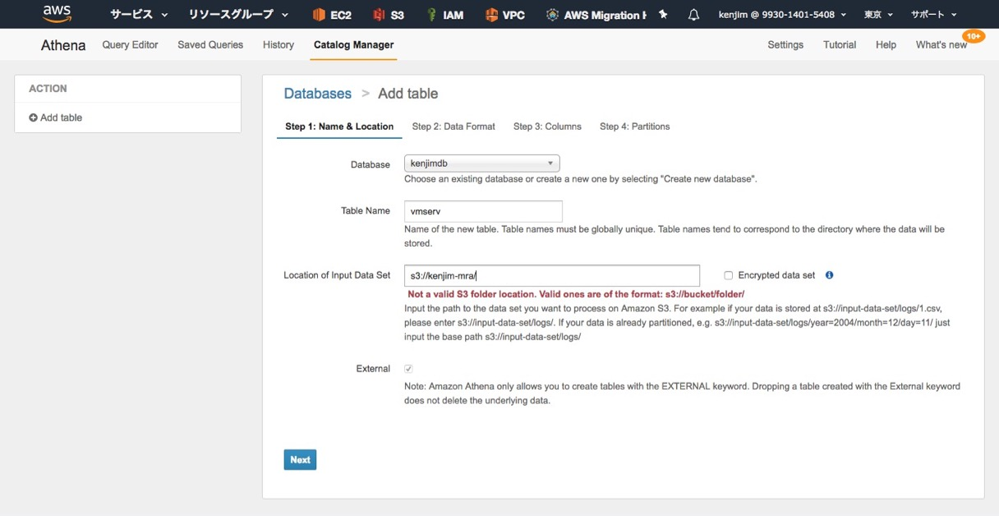 aws サービス リソースグループ EC2 S3 IAM VPC AWS Migration H kenjim @ 9930-1401-5408 東京 サポート
Athena Query Editor Saved Queries History Catalog Manager Settings Tutorial Help What's new 10+
ACTION
Add table
Databases > Add table
Step 1: Name & Location Step 2: Data Format Step 3: Columns Step 4: Partitions
Database kenjimdb
Choose an existing database or create a new one by selecting "Create new database".
Table Name vmserv
Name of the new table. Table names must be globally unique. Table names tend to correspond to the directory where the data will be
stored.
Location of Input Data Set s3://kenjim-mra/ Encrypted data set
Not a valid S3 folder location. Valid ones are of the format: s3://bucket/folder/
Input the path to the data set you want to process on Amazon S3. For example if your data is stored at s3://input-data-set/logs/1.csv,
please enter s3://input-data-set/logs/. If your data is already partitioned, e.g. s3://input-data-set/logs/year=2004/month=12/day=11/ just
input the base path s3://input-data-set/logs/
External
Note: Amazon Athena only allows you to create tables with the EXTERNAL keyword. Dropping a table created with the External keyword
does not delete the underlying data.
Next